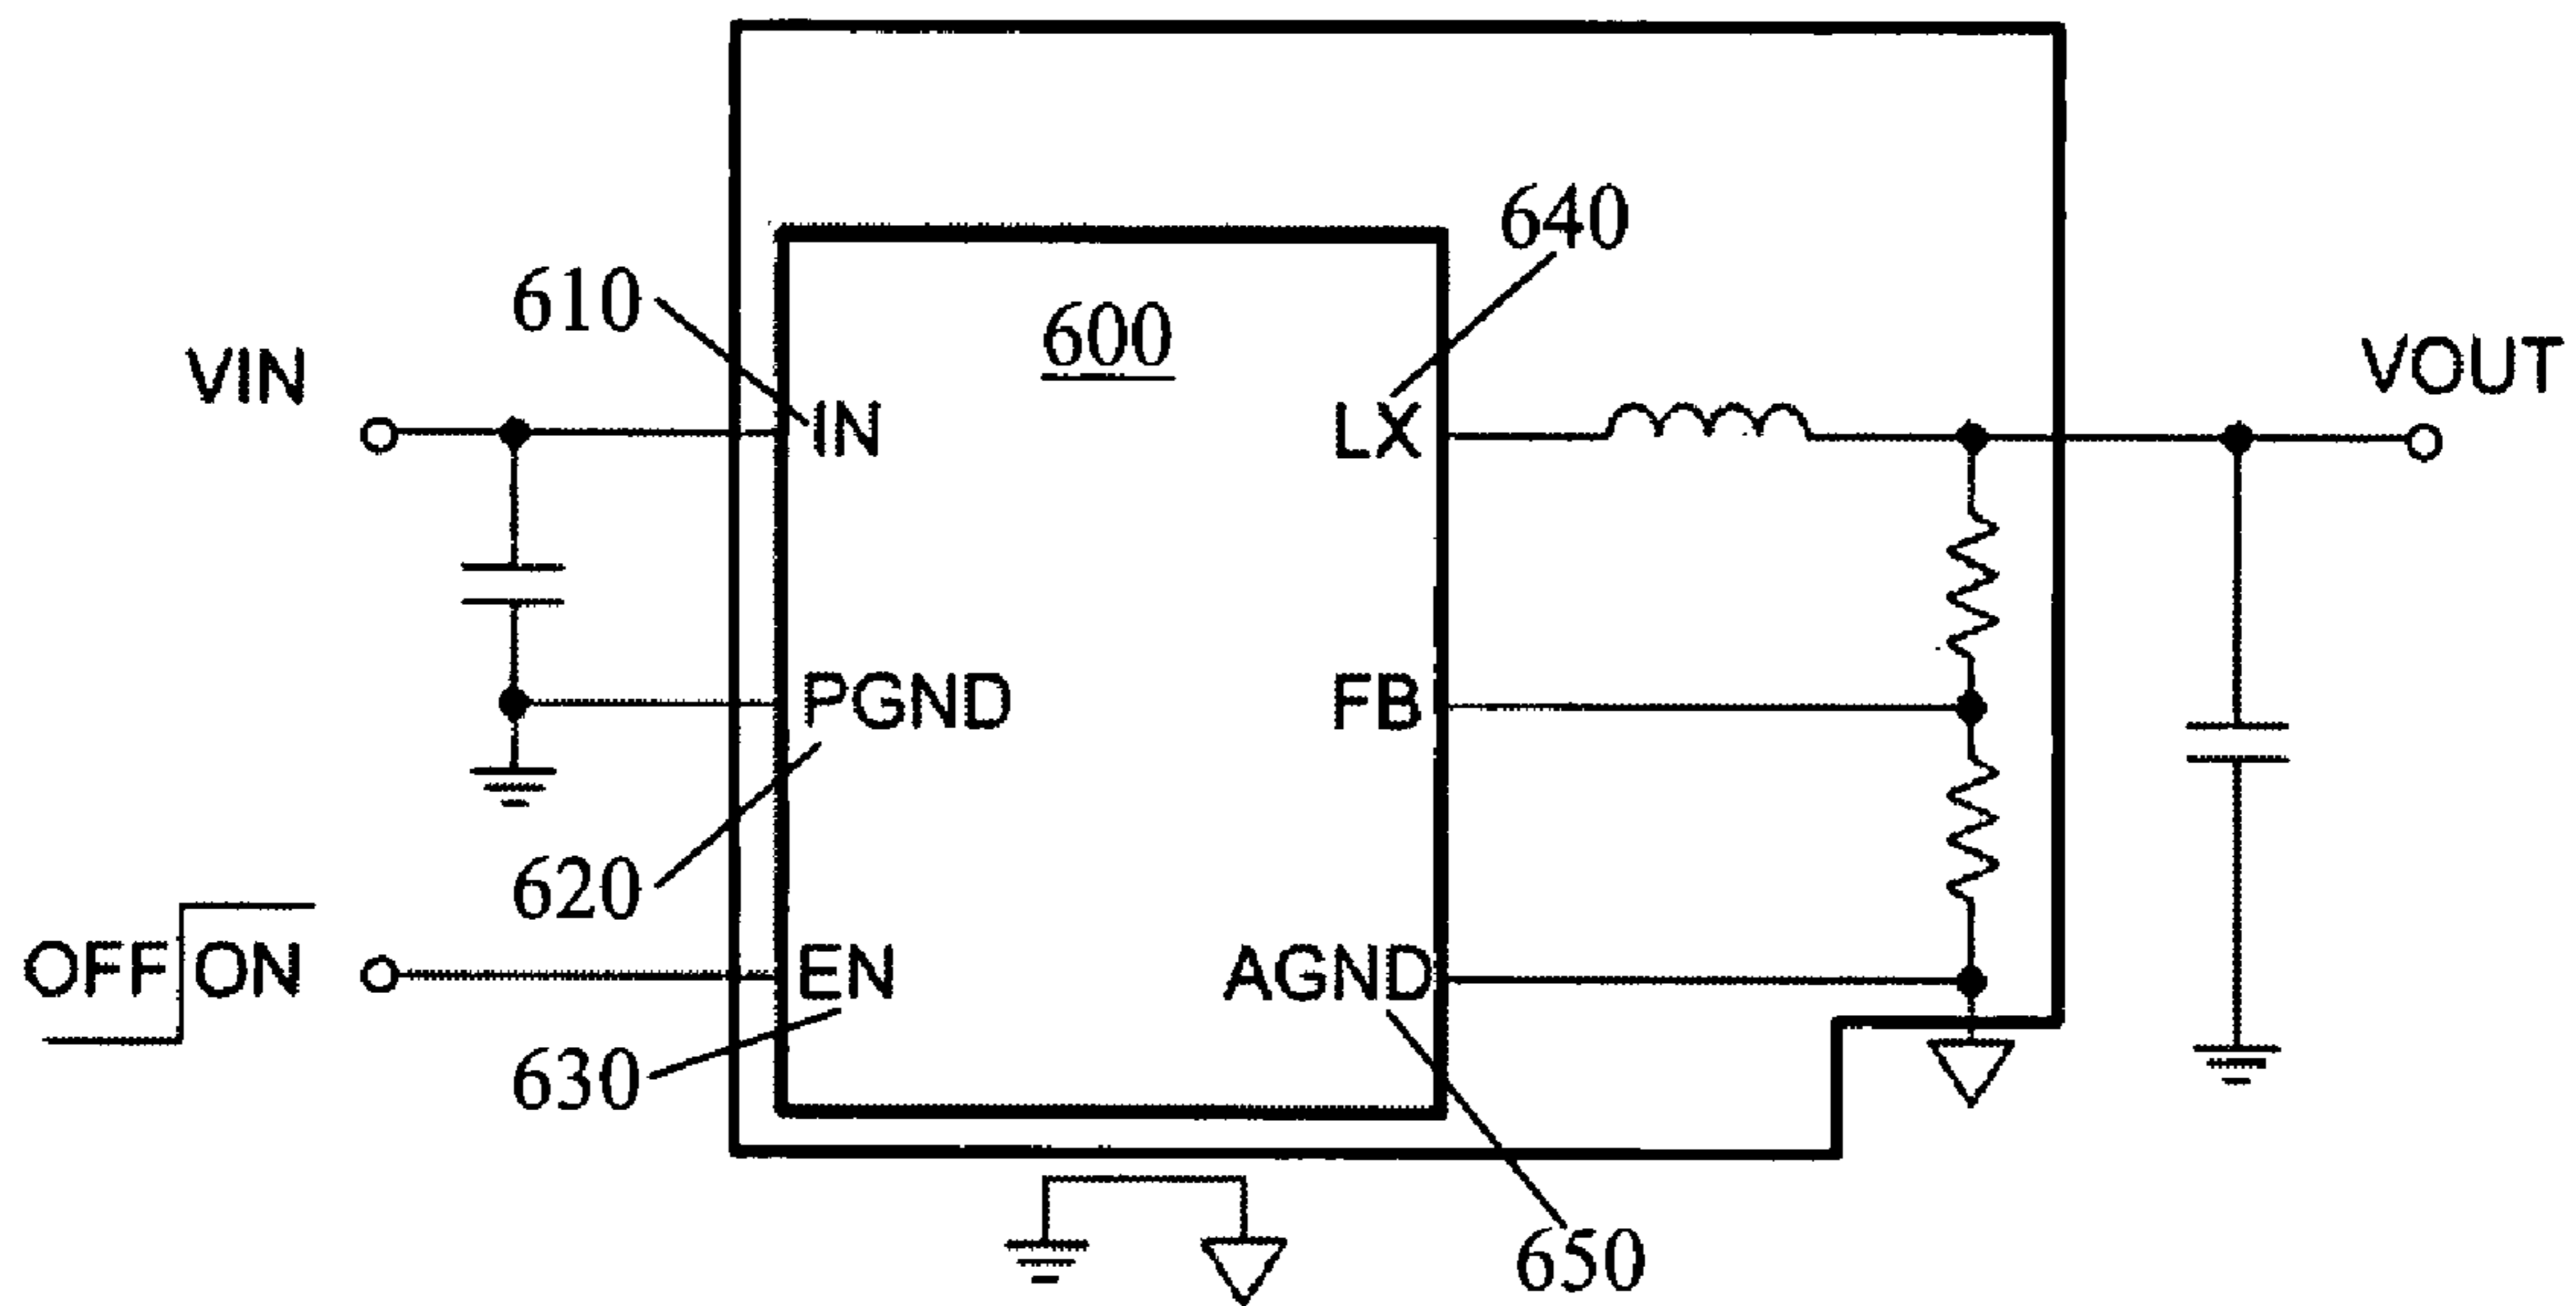 640
610
600
VIN
VOUT
IN
LX
PGND
FB
620
OFF ON
EN
AGND
630
650